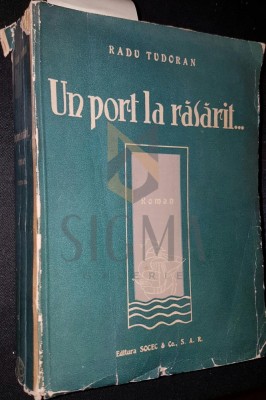 RADU TUDORAN
Un port la răsărit...
Roman
SIGMA
Editura SOCEC & Co., S. A. R.